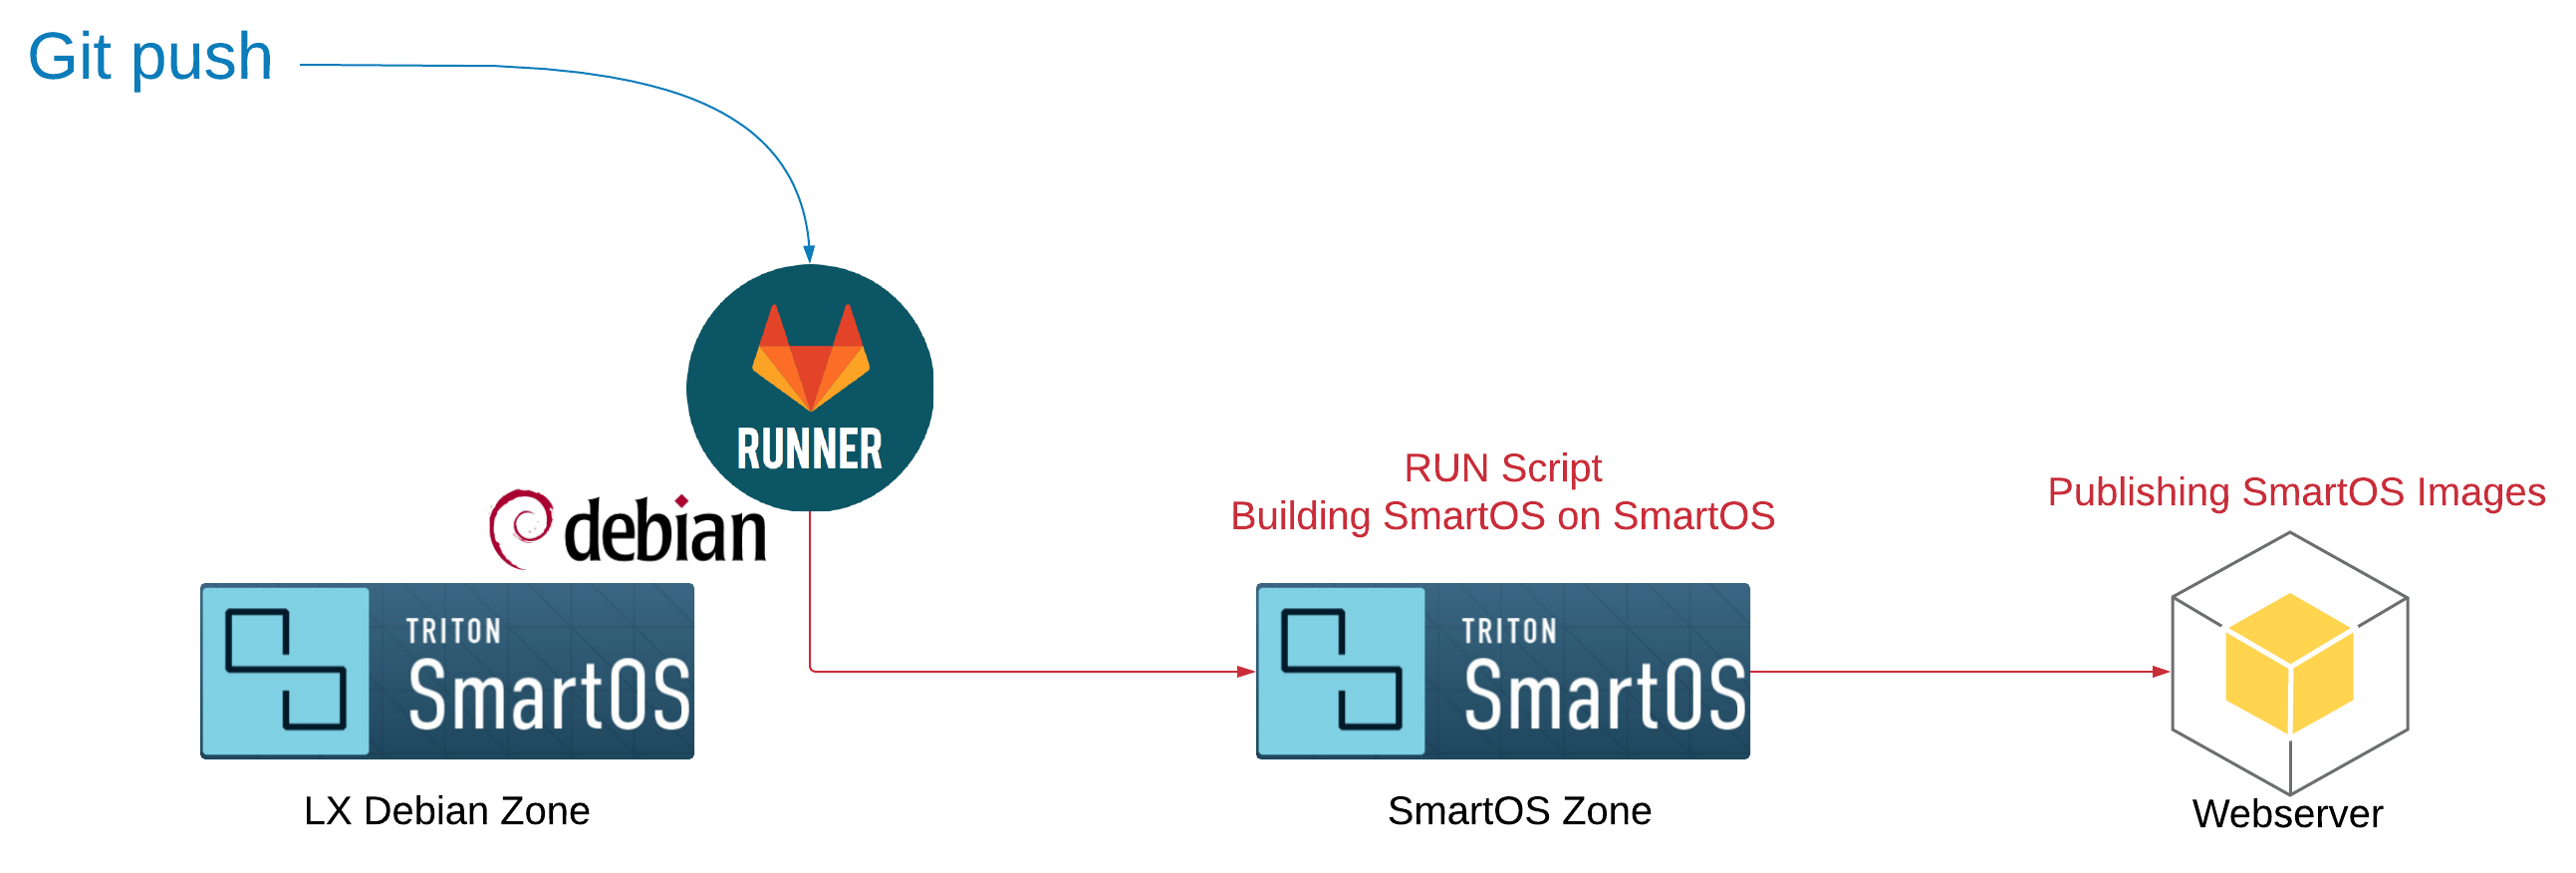 Git push
RUNNER
debian
TRITON
SmartOS
LX Debian Zone
RUN Script
Building SmartOS on SmartOS
TRITON
SmartOS
SmartOS Zone
Publishing SmartOS Images
Webserver